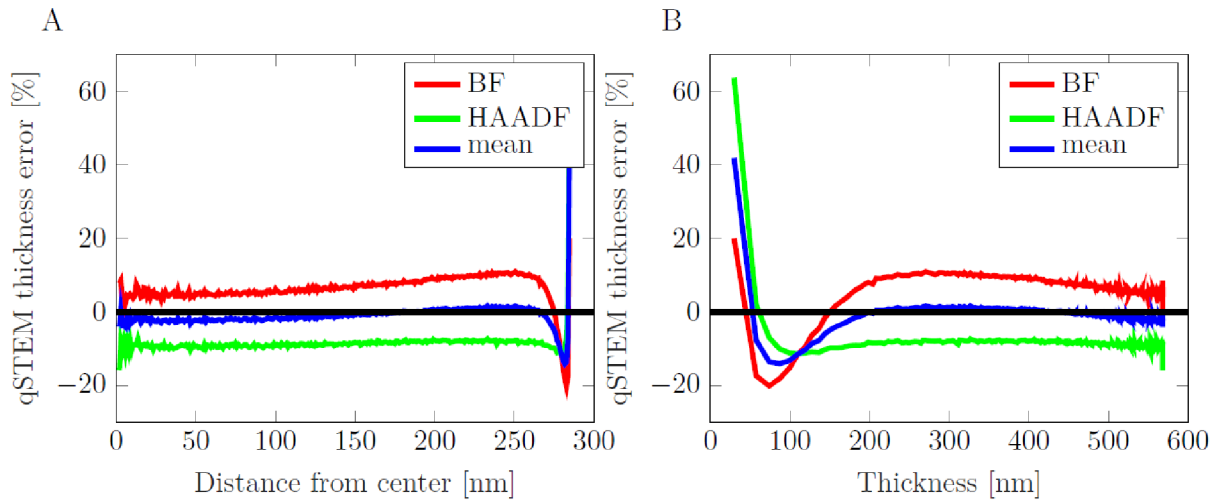 A
qSTEM thickness error [%]
60
40
20
0
−20
BF
HAADF
mean
0 50 100 150 200 250 300
Distance from center [nm]
B
qSTEM thickness error [%]
60
40
20
0
−20
BF
HAADF
mean
0 100 200 300 400 500 600
Thickness [nm]